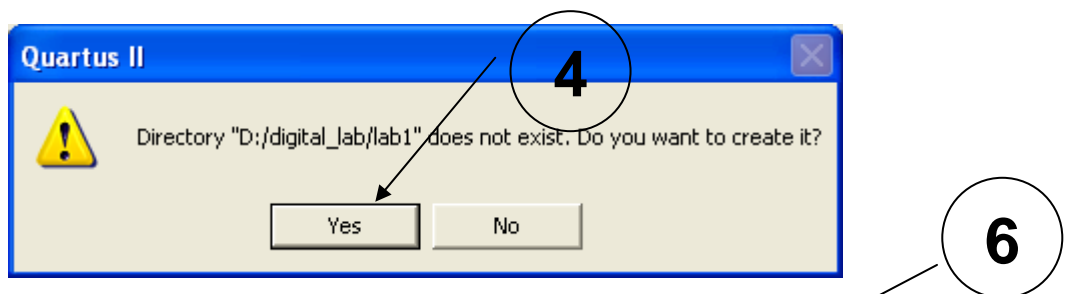 Quartus II
4
Directory "D:/digital_lab/lab1" does not exist. Do you want to create it?
Yes No
6